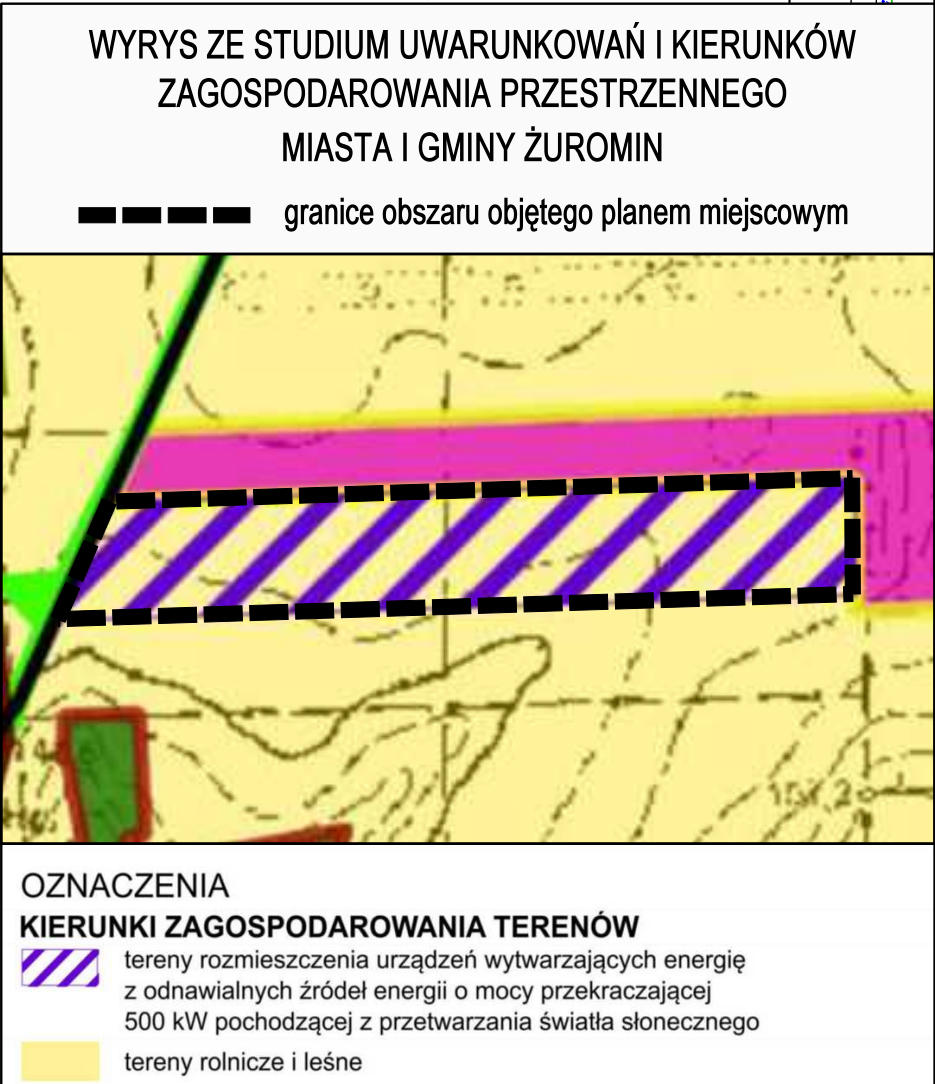 WYRYS ZE STUDIUM UWARUNKOWAŃ I KIERUNKÓW
ZAGOSPODAROWANIA PRZESTRZENNEGO
MIASTA I GMINY ŻUROMIN
granice obszaru objętego planem miejscowym
OZNACZENIA
KIERUNKI ZAGOSPODAROWANIA TERENÓW
tereny rozmieszczenia urządzeń wytwarzających energię
z odnawialnych źródeł energii o mocy przekraczającej
500 kW pochodzącej z przetwarzania światła słonecznego
tereny rolnicze i leśne